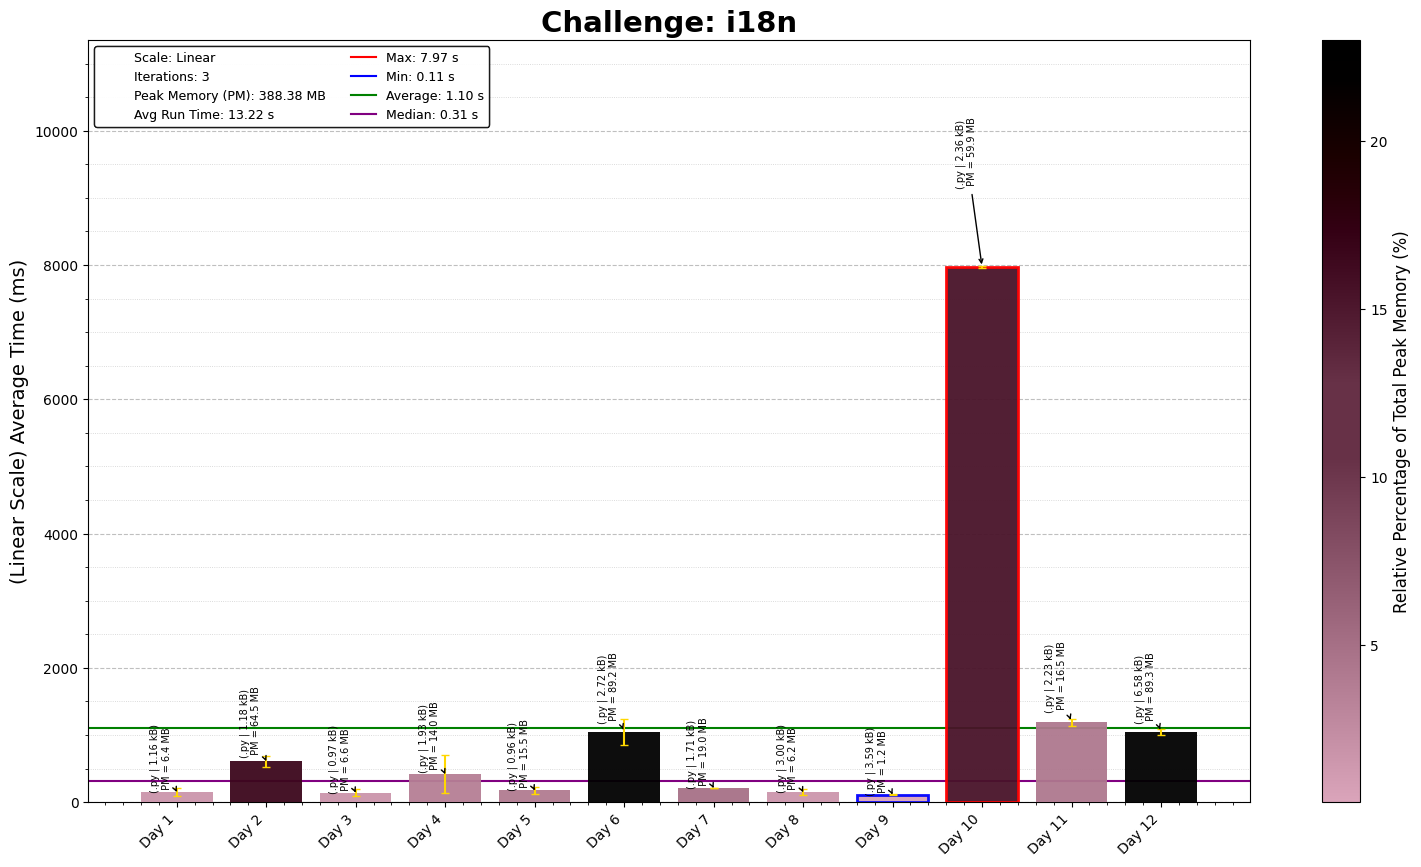 Challenge: i18n
Scale: Linear
Iterations: 3
Peak Memory (PM): 388.38 MB
Avg Run Time: 13.22 s
Max: 7.97 s
Min: 0.11 s
Average: 1.10 s
Median: 0.31 s
(Linear Scale) Average Time (ms)
10000
8000
6000
4000
2000
0
(.py | 1.16 kB)
PM = 6.4 MB
(.py | 1.18 kB)
PM = 64.5 MB
(.py | 0.97 kB)
PM = 6.6 MB
(.py | 1.93 kB)
PM = 14.0 MB
(.py | 0.96 kB)
PM = 15.5 MB
(.py | 2.72 kB)
PM = 89.2 MB
(.py | 1.71 kB)
PM = 19.0 MB
(.py | 3.00 kB)
PM = 6.2 MB
(.py | 3.59 kB)
PM = 1.2 MB
(.py | 2.36 kB)
PM = 59.9 MB
(.py | 2.23 kB)
PM = 16.5 MB
(.py | 6.58 kB)
PM = 89.3 MB
Day 1
Day 2
Day 3
Day 4
Day 5
Day 6
Day 7
Day 8
Day 9
Day 10
Day 11
Day 12
20
15
10
5
Relative Percentage of Total Peak Memory (%)